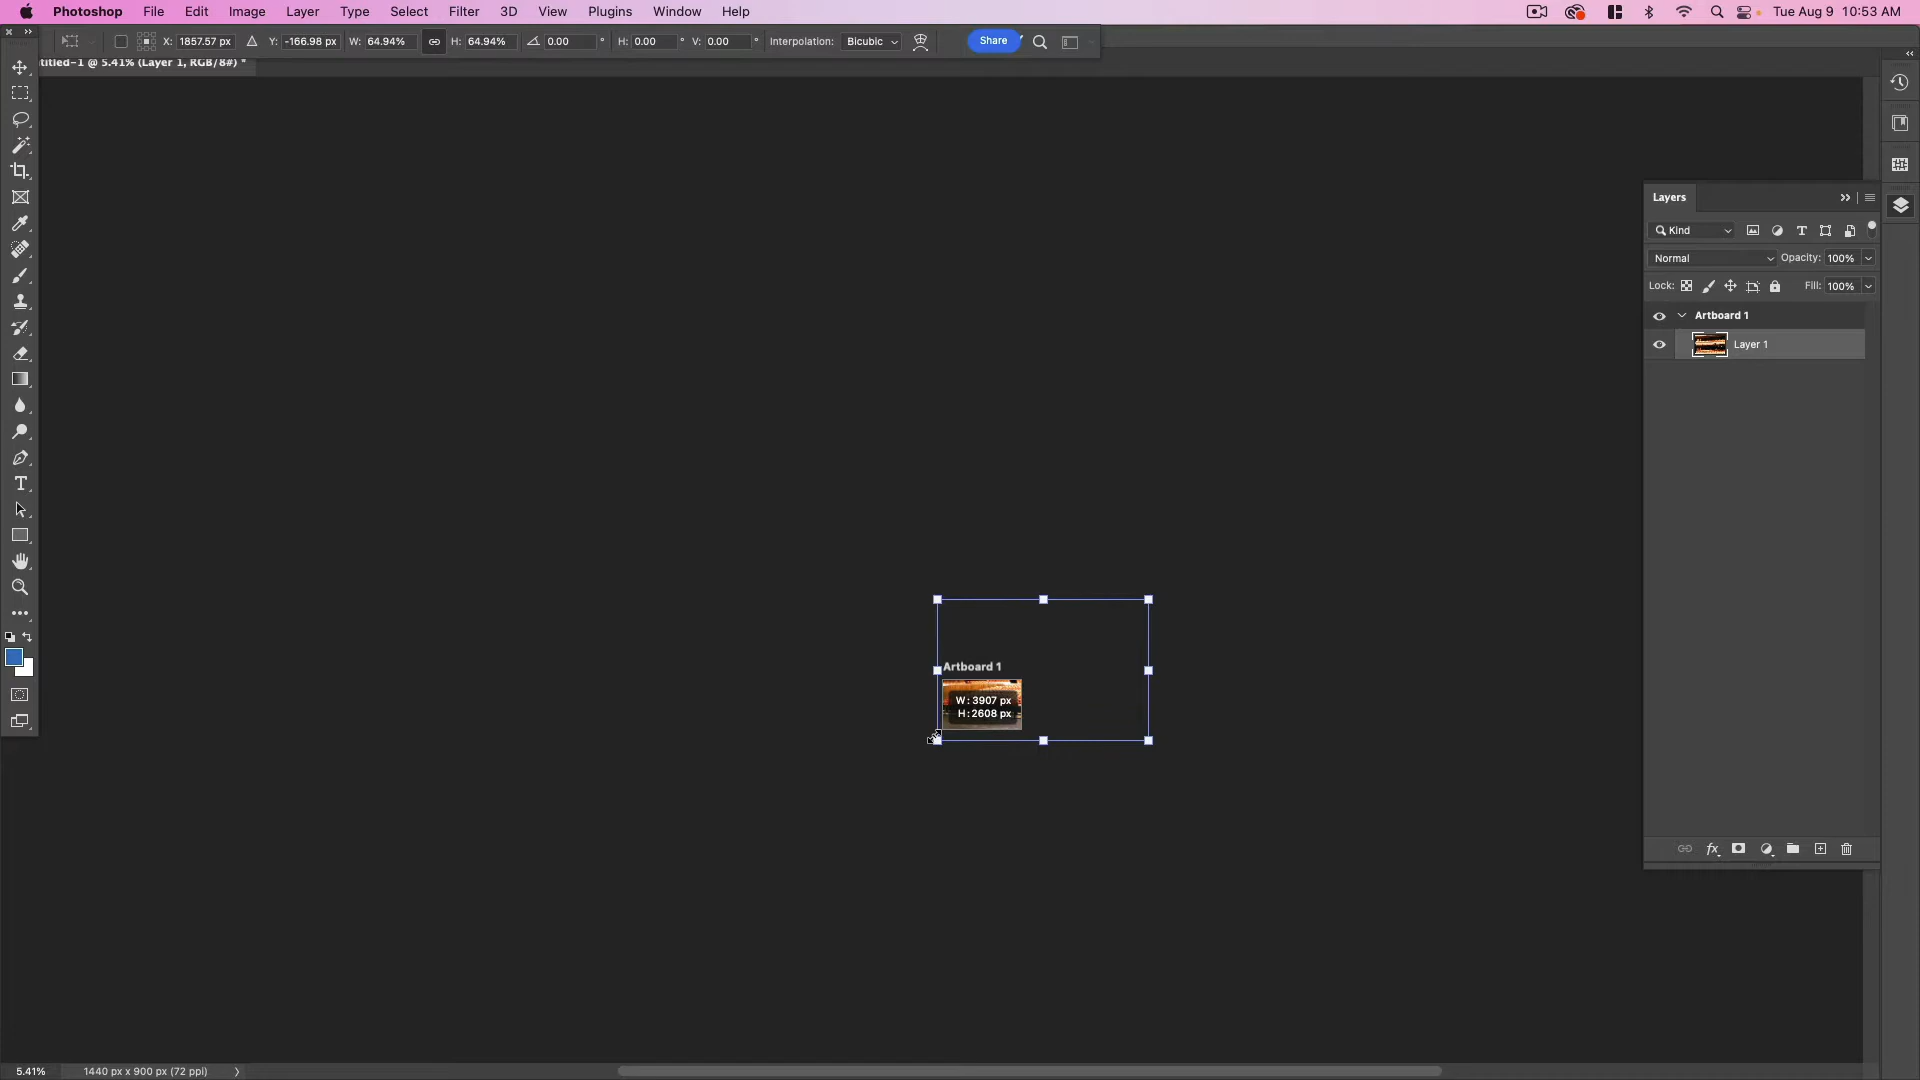 Photoshop File Edit Image Layer Type Select Filter 3D View Plugins Window Help Tue Aug 9 10:53 AM
X: 1857.57 px Y: -166.98 px W: 64.94% H: 64.94% 0.00 ° H: 0.00 ° V: 0.00 ° Interpolation: Bicubic Share
titled-1 @ 5.41% (Layer 1, RGB/8#) *
Layers
Kind
Normal Opacity: 100%
Lock: Fill: 100%
Artboard 1
Layer 1
Artboard 1
W: 3907 px
H: 2608 px
5.41% 1440 px x 900 px (72 ppi)